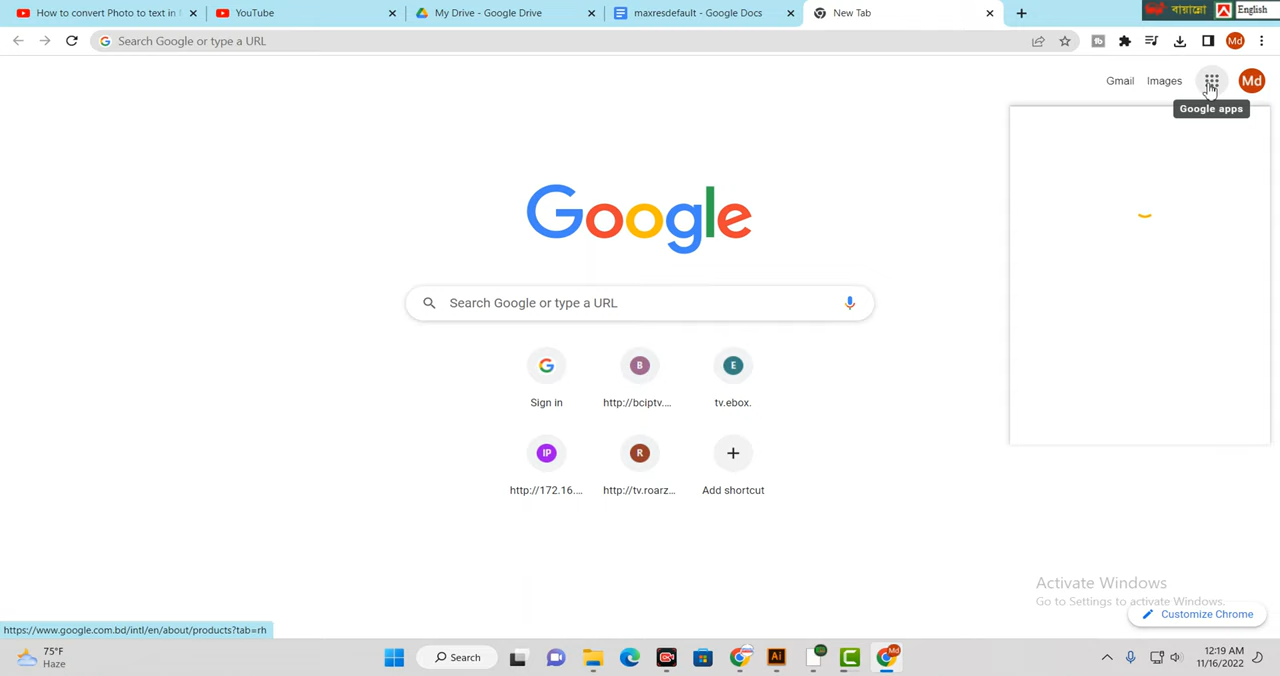 How to convert Photo to text in
YouTube
My Drive - Google Drive
maxresdefault - Google Docs
New Tab
বায়ান্নো
English
Search Google or type a URL
Md
Gmail
Images
Md
Google apps
Google
Search Google or type a URL
G
B
E
Sign in
http://bciptv....
tv.ebox.
IP
R
http://172.16....
http://tv.roarz...
Add shortcut
Activate Windows
Go to Settings to activate Windows.
Customize Chrome
https://www.google.com.bd/intl/en/about/products?tab=rh
75°F
Haze
Search
Ai
Md
12:19 AM
11/16/2022